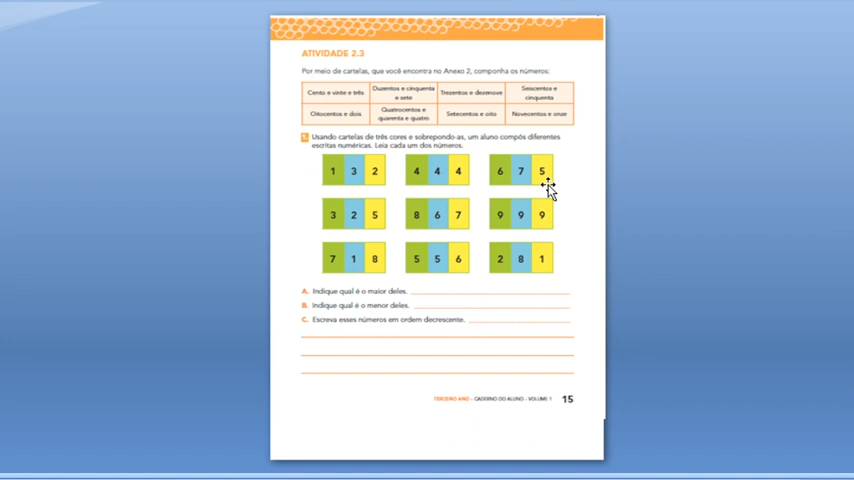 ATIVIDADE 2.3
Por meio de cartelas, que você encontra no Anexo 2, componha os números:
Cento e vinte e três
Duzentos e cinquenta
e sete
Trezentos e dezenove
Seiscentos e
cinquenta
Oitocentos e dois
Quatrocentos e
quarenta e quatro
Setecentos e oito
Novecentos e onze
1. Usando cartelas de três cores e sobrepondo-as, um aluno compôs diferentes
escritas numéricas. Leia cada um dos números.
1 3 2 4 4 4 6 7 5
3 2 5 8 6 7 9 9 9
7 1 8 5 5 6 2 8 1
A. Indique qual é o maior deles.
B. Indique qual é o menor deles.
C. Escreva esses números em ordem decrescente.
TERCEIRO ANO - CADERNO DO ALUNO - VOLUME 1 15